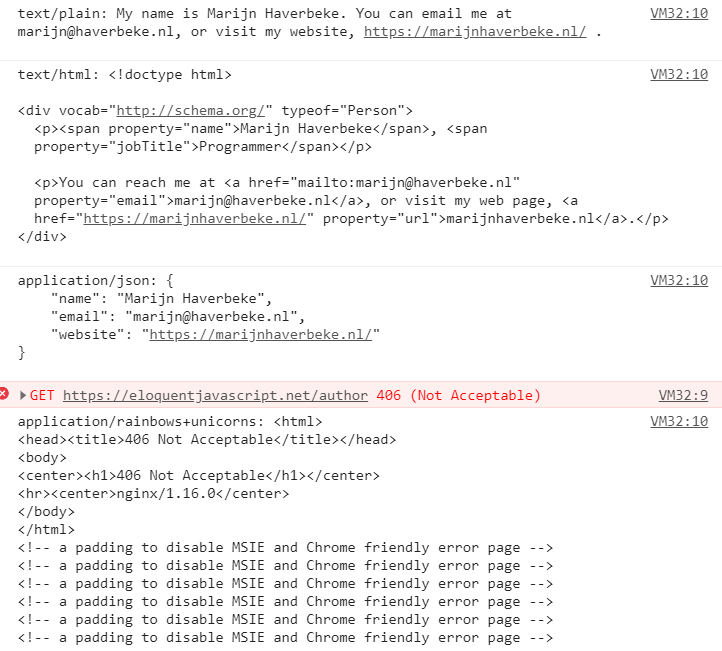 text/plain: My name is Marijn Haverbeke. You can email me at VM32:10
marijn@haverbeke.nl, or visit my website, https://marijnhaverbeke.nl/ .
text/html: <!doctype html> VM32:10
<div vocab="http://schema.org/" typeof="Person">
<p><span property="name">Marijn Haverbeke</span>, <span
property="jobTitle">Programmer</span></p>
<p>You can reach me at <a href="mailto:marijn@haverbeke.nl"
property="email">marijn@haverbeke.nl</a>, or visit my web page, <a
href="https://marijnhaverbeke.nl/" property="url">marijnhaverbeke.nl</a>.</p>
</div>
application/json: { VM32:10
"name": "Marijn Haverbeke",
"email": "marijn@haverbeke.nl",
"website": "https://marijnhaverbeke.nl/"
}
GET https://eloquentjavascript.net/author 406 (Not Acceptable) VM32:9
application/rainbows+unicorns: <html> VM32:10
<head><title>406 Not Acceptable</title></head>
<body>
<center><h1>406 Not Acceptable</h1></center>
<hr><center>nginx/1.16.0</center>
</body>
</html>
<!-- a padding to disable MSIE and Chrome friendly error page -->
<!-- a padding to disable MSIE and Chrome friendly error page -->
<!-- a padding to disable MSIE and Chrome friendly error page -->
<!-- a padding to disable MSIE and Chrome friendly error page -->
<!-- a padding to disable MSIE and Chrome friendly error page -->
<!-- a padding to disable MSIE and Chrome friendly error page -->